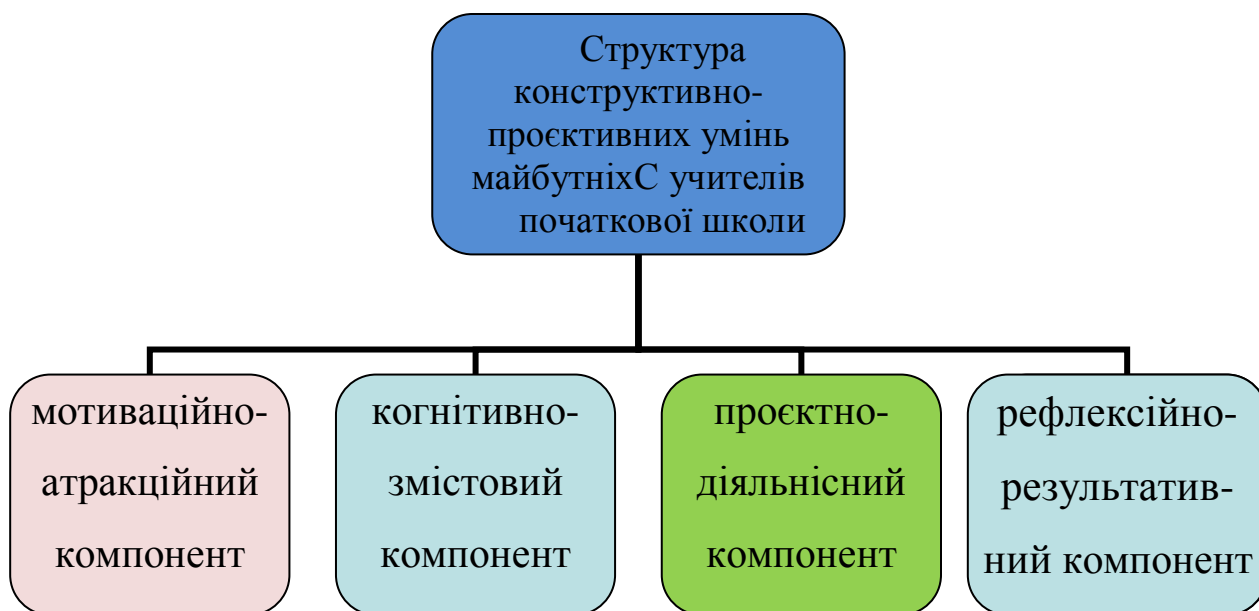 Структура
конструктивно-
проєктивних умінь
майбутніхС учителів
початкової школи
мотиваційно-
атракційний
компонент
когнітивно-
змістовий
компонент
проєктно-
діяльнісний
компонент
рефлексійно-
результатив-
ний компонент